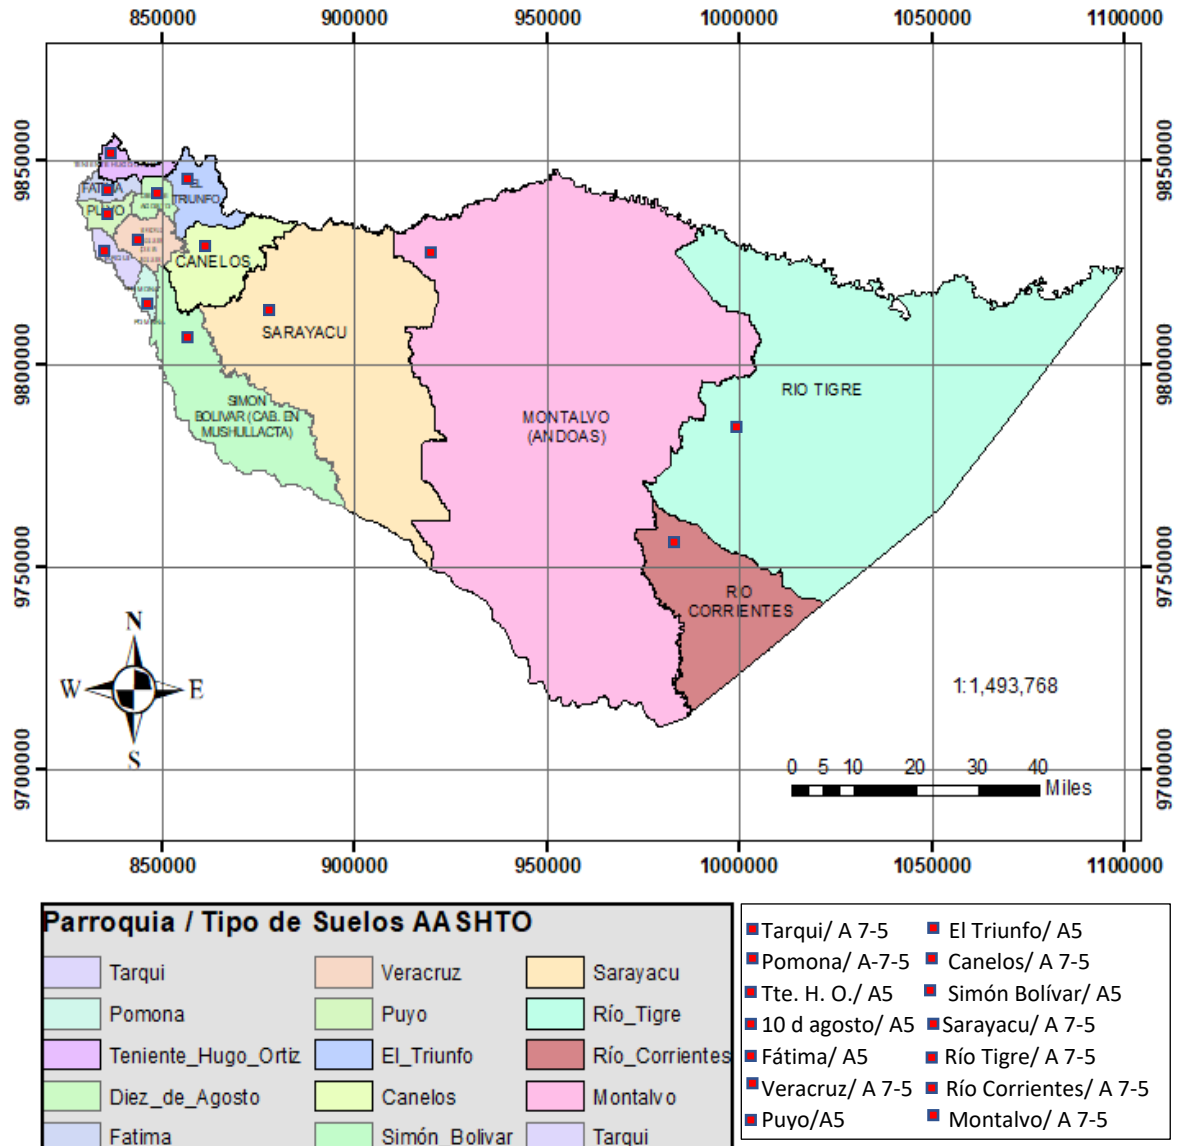 850000 900000 950000 1000000 1050000 1100000
9850000 9850000
9800000 9800000
9750000 9750000
9700000 9700000
FATIMA
EL
TRIUNFO
PUYO
CANELOS
SARAYACU
SIMON
BOLIVAR (CAB. EN
MUSHULLACTA)
MONTALVO
(ANDOAS)
RIO TIGRE
RIO
CORRIENTES
N
W E
S
1:1,493,768
0 5 10 20 30 40
Miles
850000 900000 950000 1000000 1050000 1100000
Parroquia / Tipo de Suelos AASHTO
Tarqui Veracruz Sarayacu
Pomona Puyo Río_Tigre
Teniente_Hugo_Ortiz El_Triunfo Río_Corrientes
Diez_de_Agosto Canelos Montalvo
Fatima Simón_Bolivar Tarqui
Tarqui/ A 7-5 El Triunfo/ A5
Pomona/ A-7-5 Canelos/ A 7-5
Tte. H. O./ A5 Simón Bolívar/ A5
10 d agosto/ A5 Sarayacu/ A 7-5
Fátima/ A5 Río Tigre/ A 7-5
Veracruz/ A 7-5 Río Corrientes/ A 7-5
Puyo/A5 Montalvo/ A 7-5